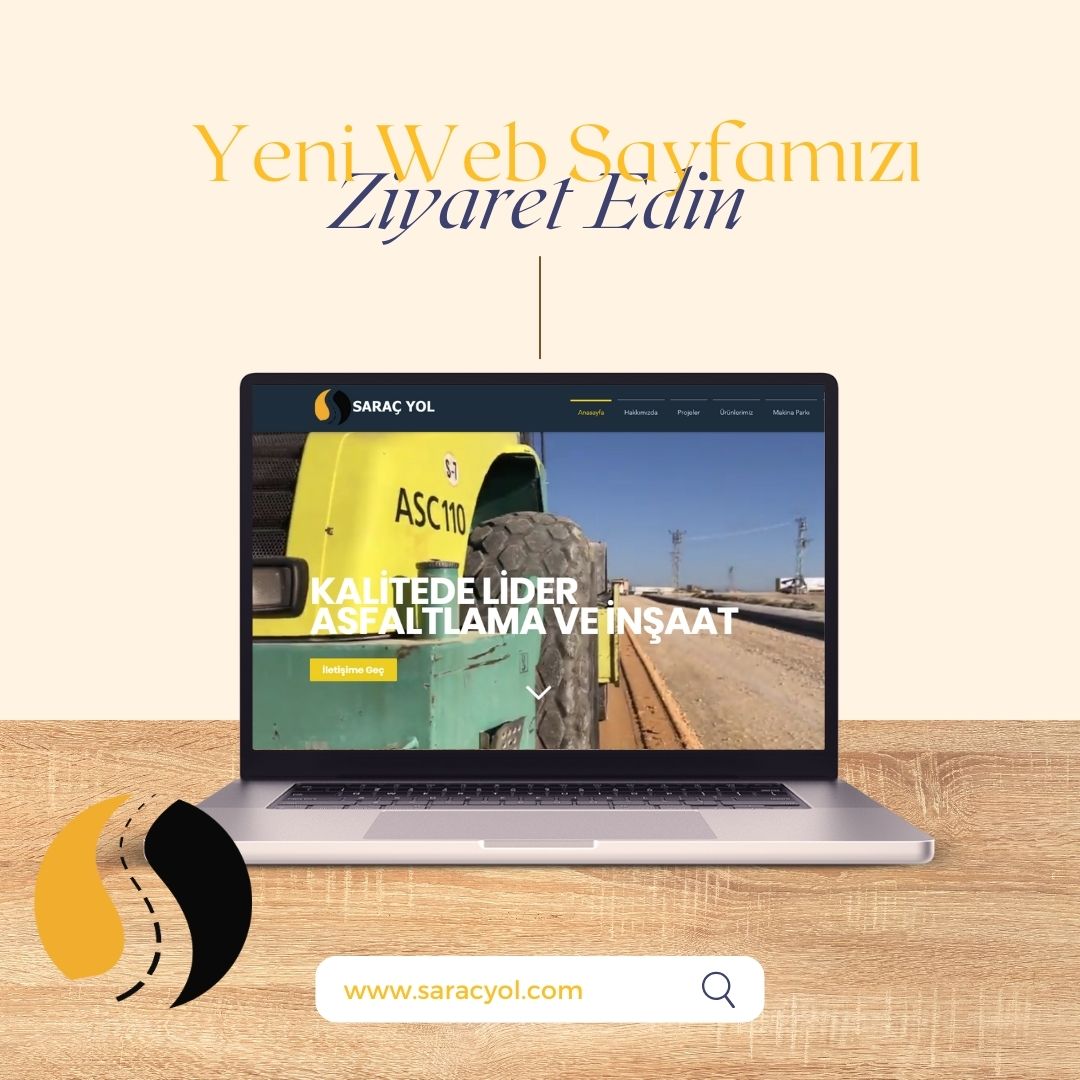 Yeni Web Sayfamızı
Ziyaret Edin
SARAÇ YOL
Anasayfa Hakkımızda Projeler Ürünlerimiz Makina Parkı
S-7
ASC110
KALİTEDE LİDER
ASFALTLAMA VE İNŞAAT
İletişime Geç
www.saracyol.com